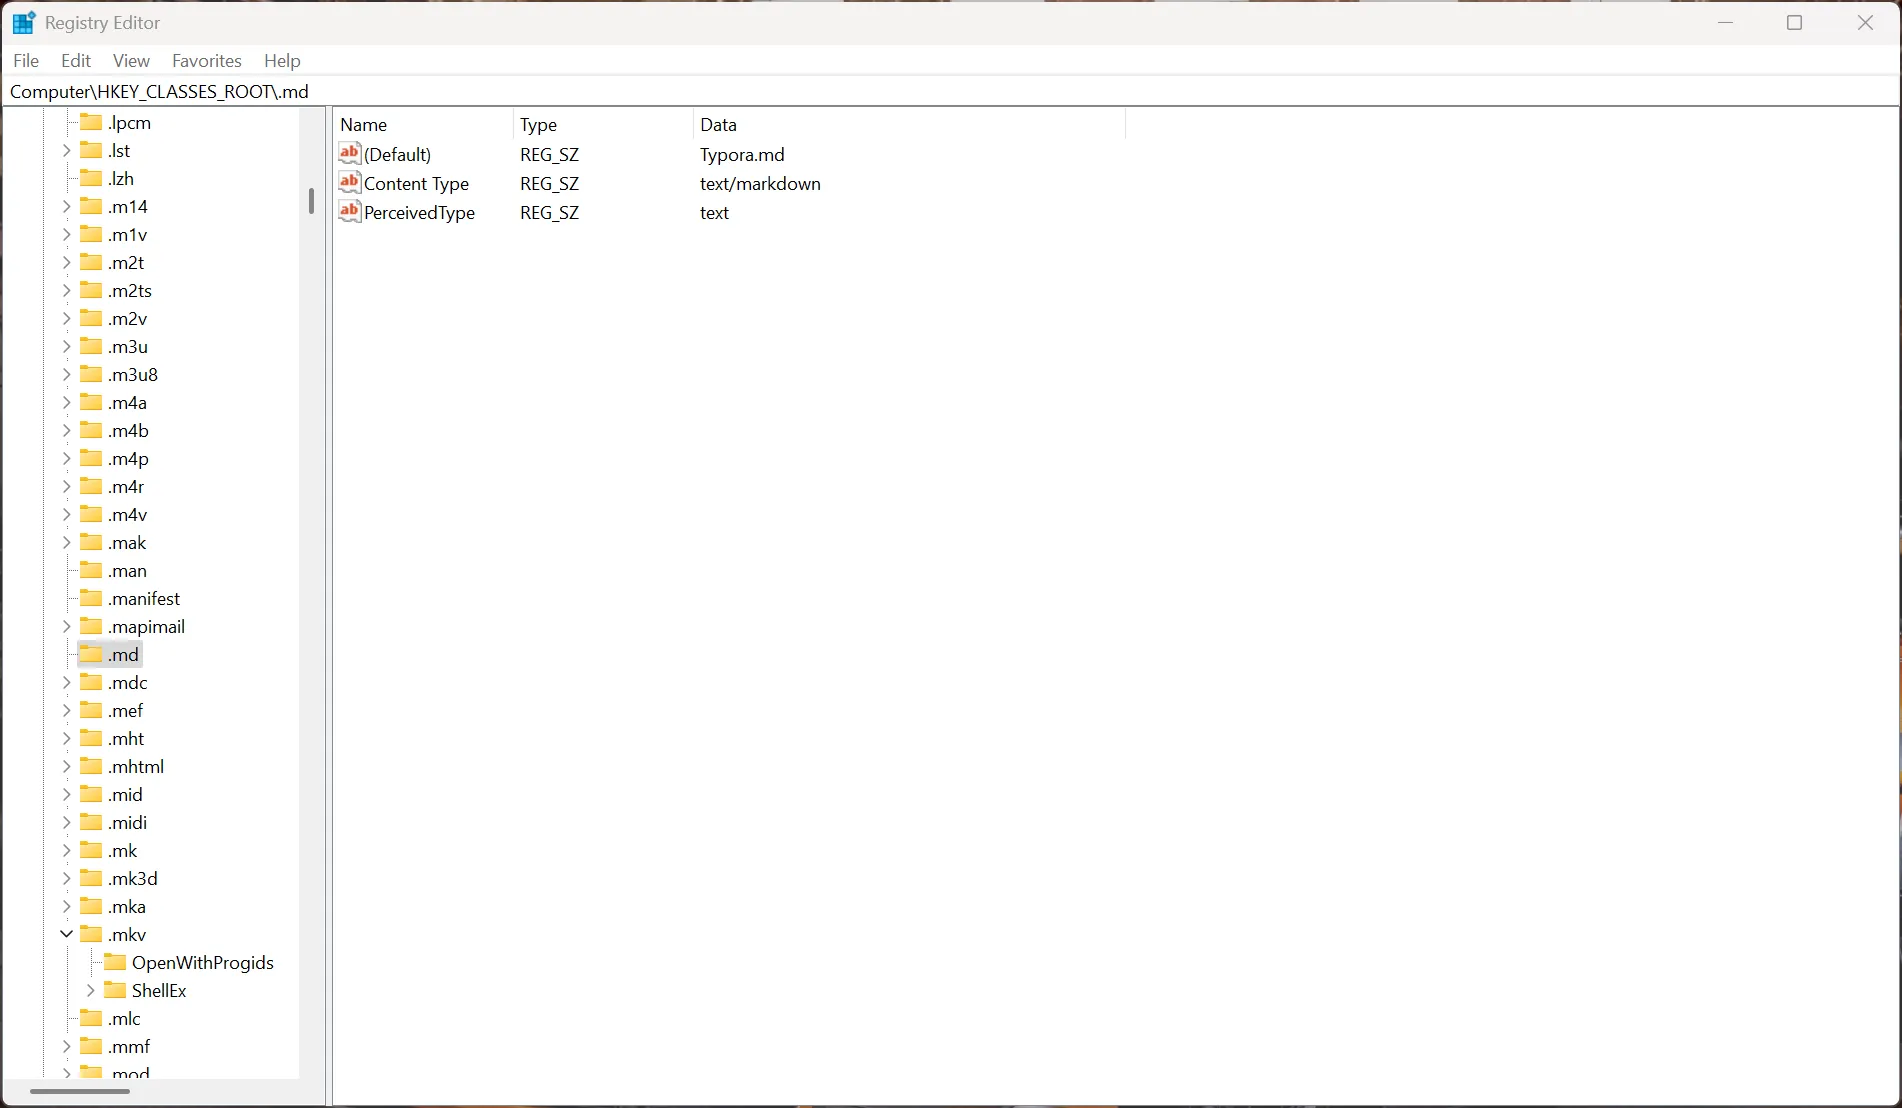 Registry Editor
File Edit View Favorites Help
Computer\HKEY_CLASSES_ROOT\.md
.lpcm
.lst
.lzh
.m14
.m1v
.m2t
.m2ts
.m2v
.m3u
.m3u8
.m4a
.m4b
.m4p
.m4r
.m4v
.mak
.man
.manifest
.mapimail
.md
.mdc
.mef
.mht
.mhtml
.mid
.midi
.mk
.mk3d
.mka
.mkv
OpenWithProgids
ShellEx
.mlc
.mmf
.mod
Name Type Data
ab (Default) REG_SZ Typora.md
ab Content Type REG_SZ text/markdown
ab PerceivedType REG_SZ text